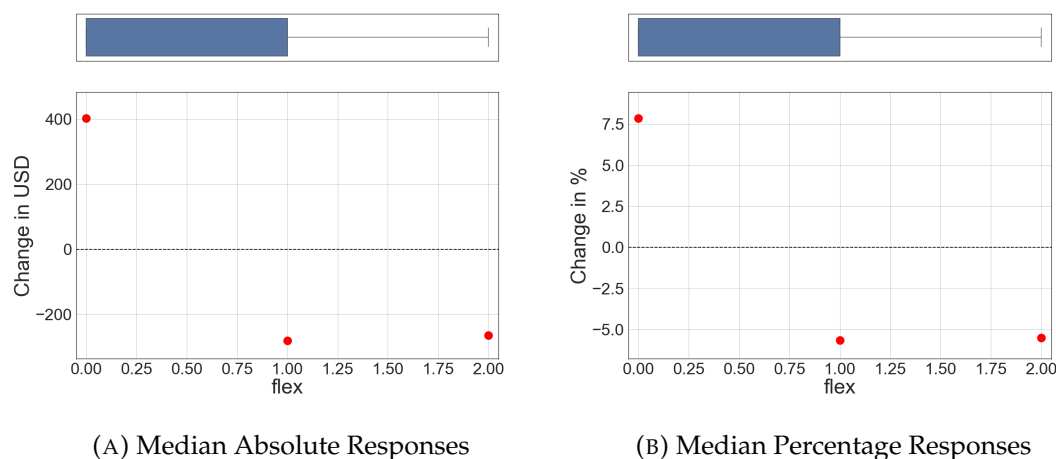 400
200
0
−200
Change in USD
0.00 0.25 0.50 0.75 1.00 1.25 1.50 1.75 2.00
flex
7.5
5.0
2.5
0.0
−2.5
−5.0
Change in %
0.00 0.25 0.50 0.75 1.00 1.25 1.50 1.75 2.00
flex
(A) Median Absolute Responses
(B) Median Percentage Responses